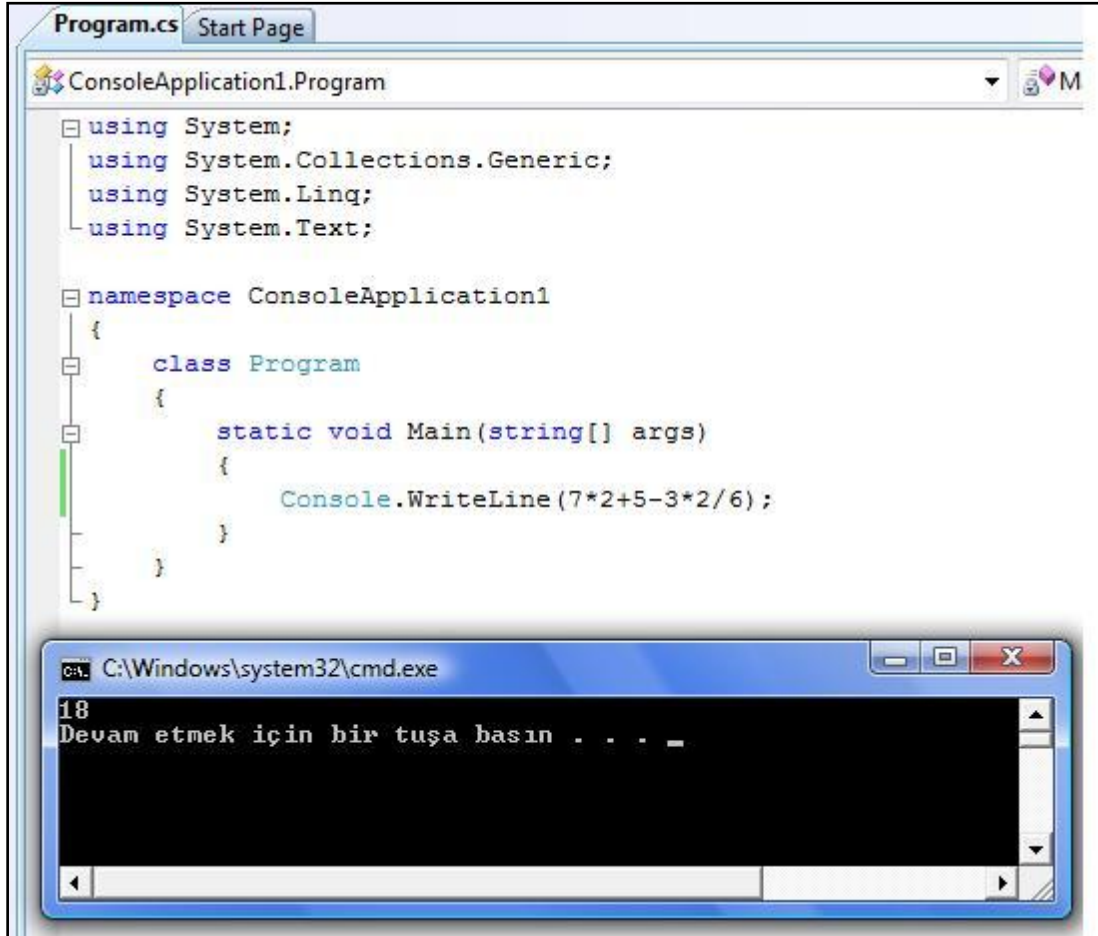 Program.cs Start Page
ConsoleApplication1.Program M
using System;
using System.Collections.Generic;
using System.Linq;
using System.Text;
namespace ConsoleApplication1
{
class Program
{
static void Main(string[] args)
{
Console.WriteLine(7*2+5-3*2/6);
}
}
}
C:\Windows\system32\cmd.exe
18
Devam etmek için bir tuşa basın . . . _